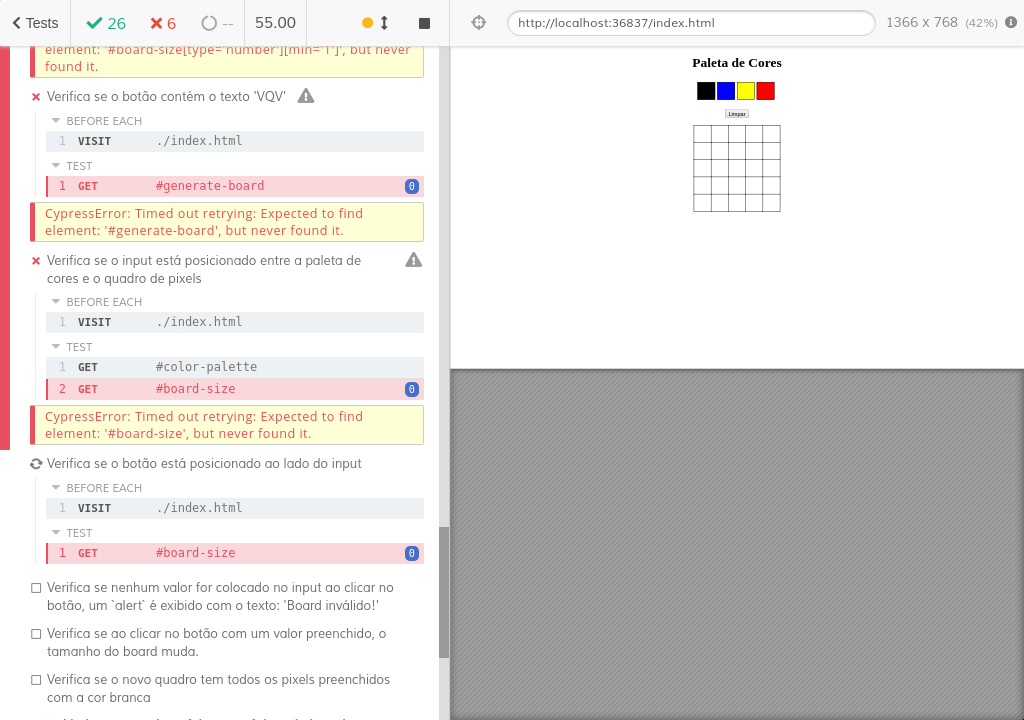 Tests
26
6
--
55.00
http://localhost:36837/index.html
1366 x 768 (42%)
element: '#board-size[type='number'][min='1']', but never
found it.
Verifica se o botão contém o texto 'VQV'
BEFORE EACH
1 VISIT ./index.html
TEST
1 GET #generate-board 0
CypressError: Timed out retrying: Expected to find
element: '#generate-board', but never found it.
Verifica se o input está posicionado entre a paleta de
cores e o quadro de pixels
BEFORE EACH
1 VISIT ./index.html
TEST
1 GET #color-palette
2 GET #board-size 0
CypressError: Timed out retrying: Expected to find
element: '#board-size', but never found it.
Verifica se o botão está posicionado ao lado do input
BEFORE EACH
1 VISIT ./index.html
TEST
1 GET #board-size 0
Verifica se nenhum valor for colocado no input ao clicar no
botão, um `alert` é exibido com o texto: 'Board inválido!'
Verifica se ao clicar no botão com um valor preenchido, o
tamanho do board muda.
Verifica se o novo quadro tem todos os pixels preenchidos
com a cor branca
Paleta de Cores
Limpar